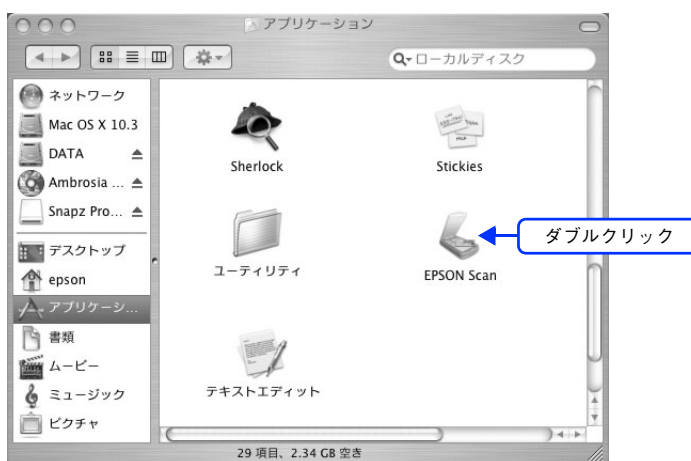 アプリケーション
ローカルディスク
ネットワーク
Mac OS X 10.3
DATA
Ambrosia ...
Snapz Pro...
デスクトップ
epson
アプリケーシ...
書類
ムービー
ミュージック
ピクチャ
Sherlock
Stickies
ユーティリティ
EPSON Scan
ダブルクリック
テキストエディット
29 項目、2.34 GB 空き